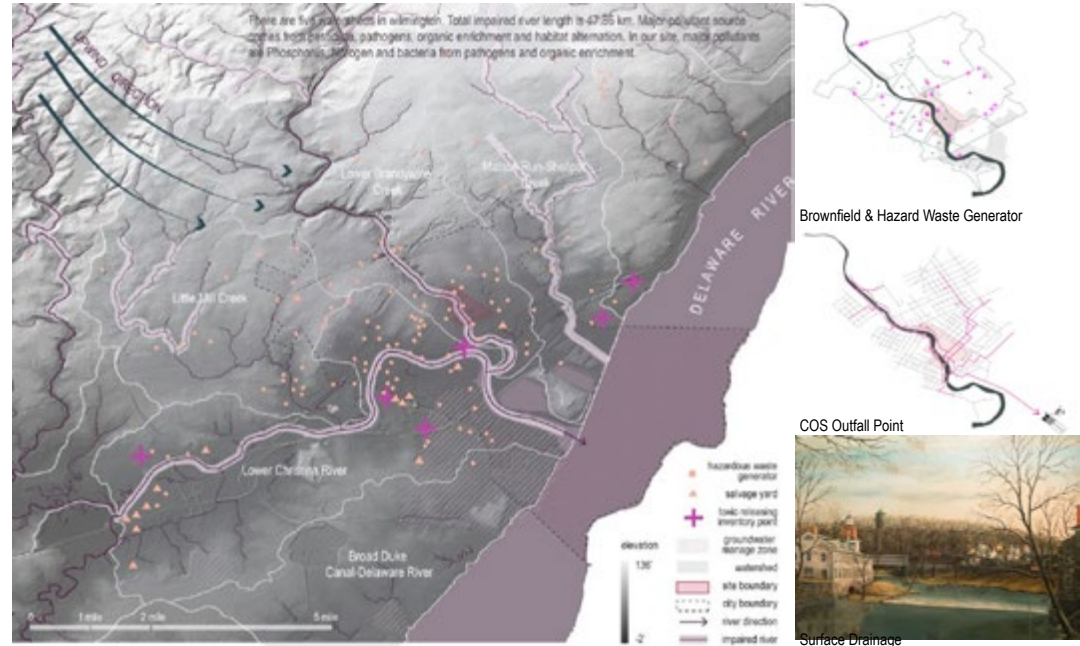 There are five watersheds in wilmington. Total impaired river length is 47.86 km. Major pollutant source
comes from pesticide, pathogens, organic enrichment and habitat alternation. In our site, major pollutants
are Phosphorus, Nitrogen and bacteria from pathogens and organic enrichment.
DIRECTION
Lower Brandywine
Creek
Little Mill Creek
DELAWARE RIVER
Lower Christina River
Broad Duke
Canal-Delaware River
0
1 mile
2 mile
5 mile
elevation
136'
-2'
hazardous waste
generator
salvage yard
toxic releasing
inventory point
groundwater
manage zone
watershed
site boundary
city boundary
river direction
impaired river
Brownfield & Hazard Waste Generator
COS Outfall Point
Surface Drainage